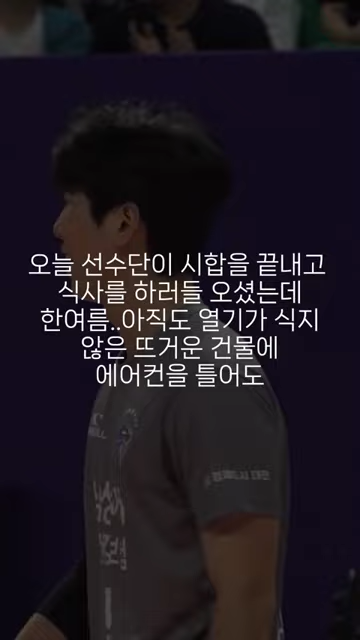 오늘 선수단이 시합을 끝내고
식사를 하러들 오셨는데
한여름..아직도 열기가 식지
않은 뜨거운 건물에
에어컨을 틀어도